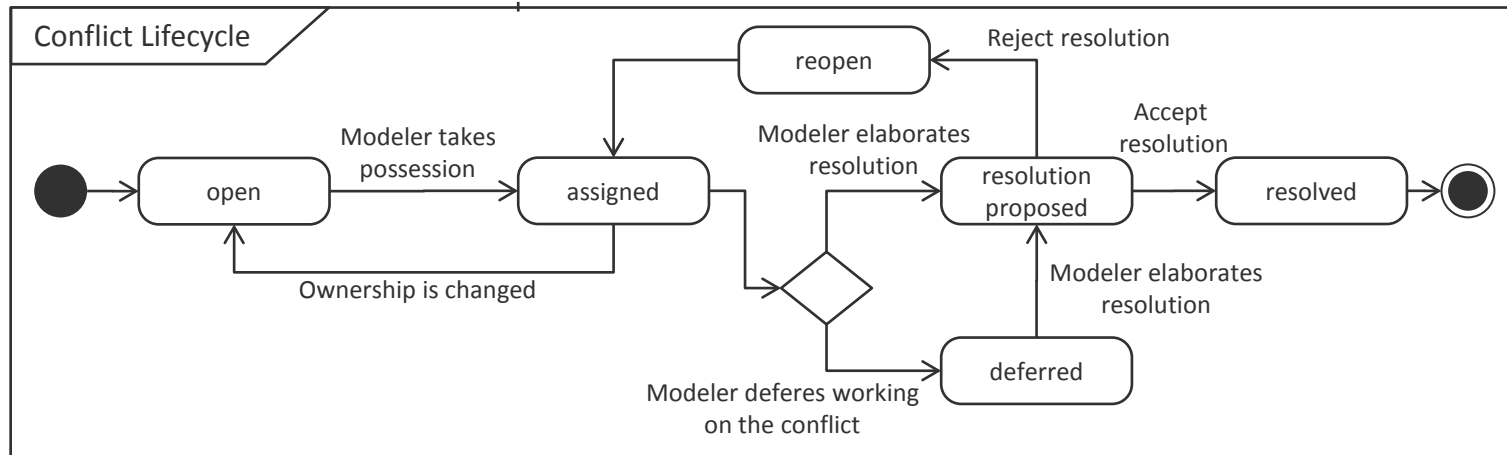 Conflict Lifecycle
reopen
Reject resolution
Modeler takes
possession
Modeler elaborates
resolution
Accept
resolution
open
assigned
resolution
proposed
resolved
Ownership is changed
Modeler elaborates
resolution
deferred
Modeler deferes working
on the conflict